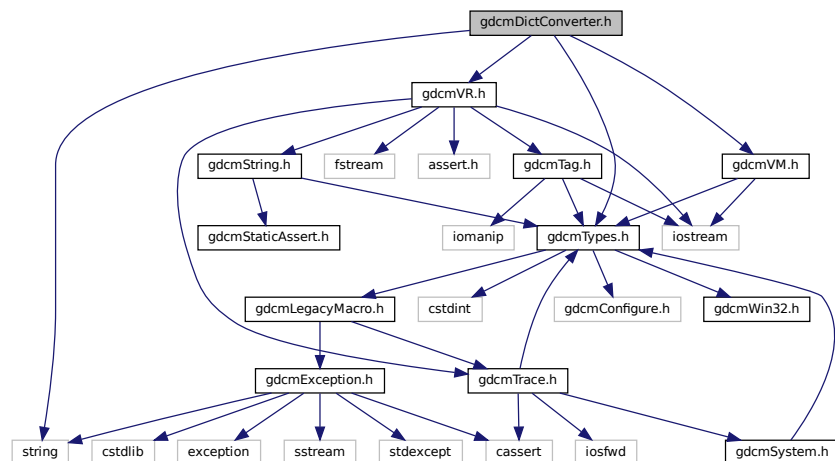 gdcmDictConverter.h
gdcmVR.h
gdcmString.h
fstream
assert.h
gdcmTag.h
gdcmVM.h
gdcmStaticAssert.h
iomanip
gdcmTypes.h
iostream
gdcmLegacyMacro.h
cstdint
gdcmConfigure.h
gdcmWin32.h
gdcmException.h
gdcmTrace.h
string
cstdlib
exception
sstream
stdexcept
cassert
iosfwd
gdcmSystem.h